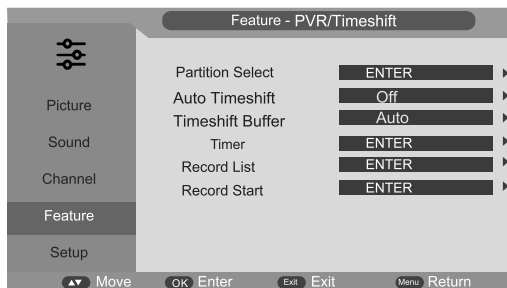 Feature - PVR/Timeshift
Picture
Sound
Channel
Feature
Setup
Partition Select ENTER
Auto Timeshift Off
Timeshift Buffer Auto
Timer ENTER
Record List ENTER
Record Start ENTER
Move OK Enter Exit Exit Menu Return